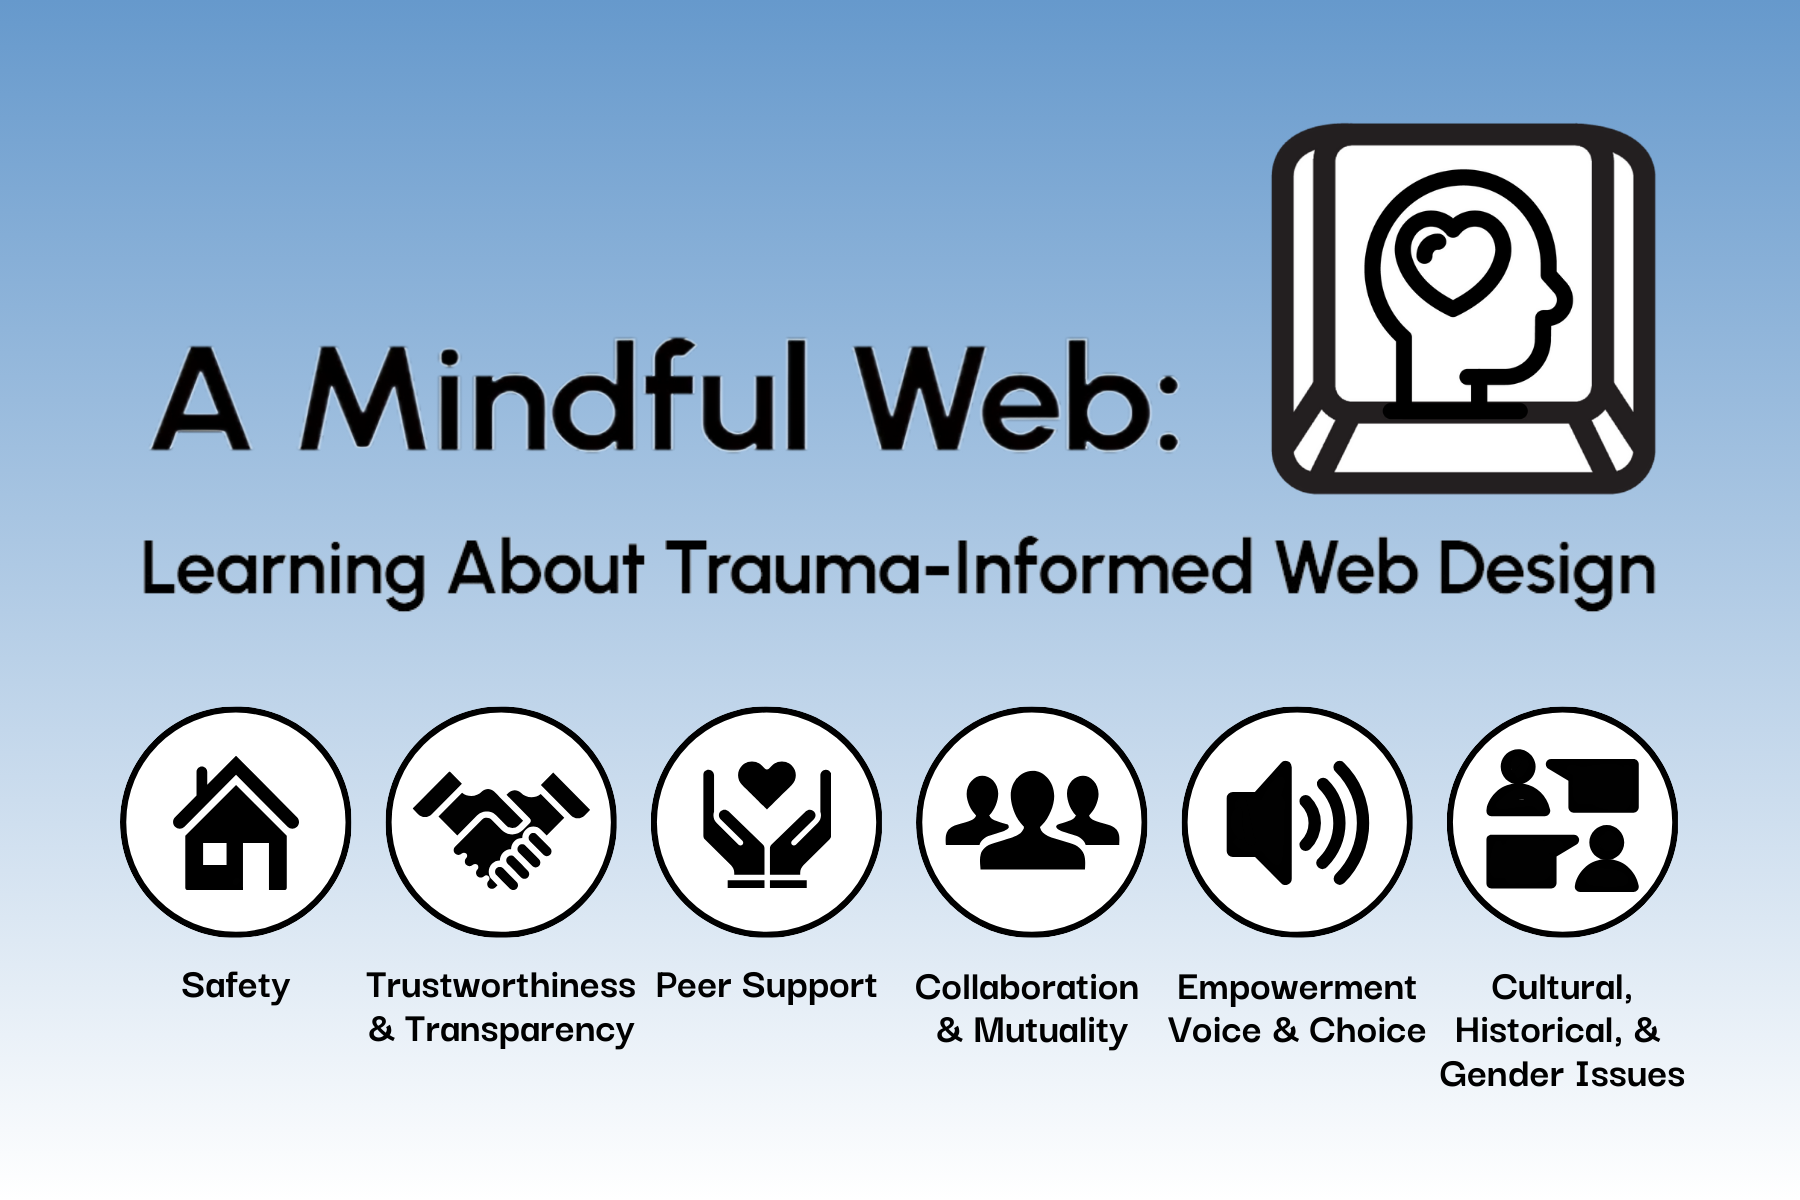 A Mindful Web:
Learning About Trauma-Informed Web Design
Safety
Trustworthiness
& Transparency
Peer Support
Collaboration
& Mutuality
Empowerment
Voice & Choice
Cultural,
Historical, &
Gender Issues